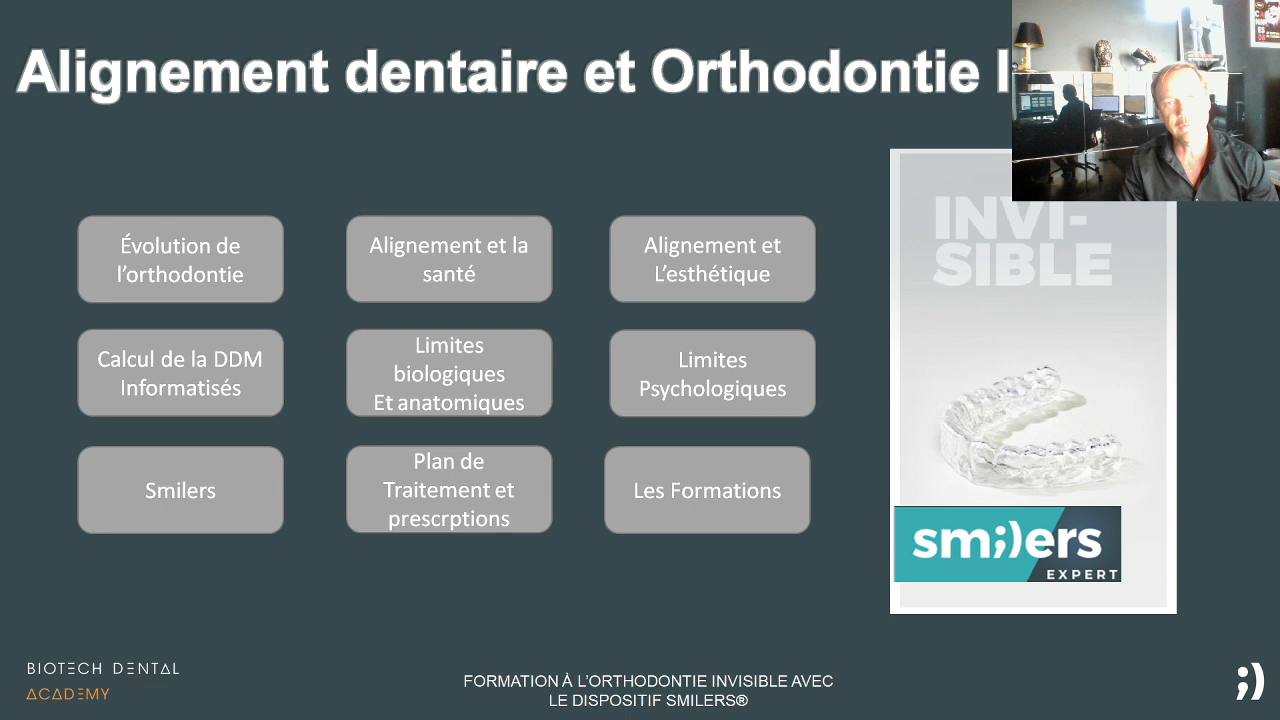 Alignement dentaire et Orthodontie
INVI-
SIBLE
Évolution de
l’orthodontie
Alignement et la
santé
Alignement et
L’esthétique
Calcul de la DDM
Informatisés
Limites
biologiques
Et anatomiques
Limites
Psychologiques
Smilers
Plan de
Traitement et
prescrptions
Les Formations
sm;)ers
EXPERT
BIOTECH DENTAL
ACADEMY
FORMATION À L’ORTHODONTIE INVISIBLE AVEC
LE DISPOSITIF SMILERS®
;)